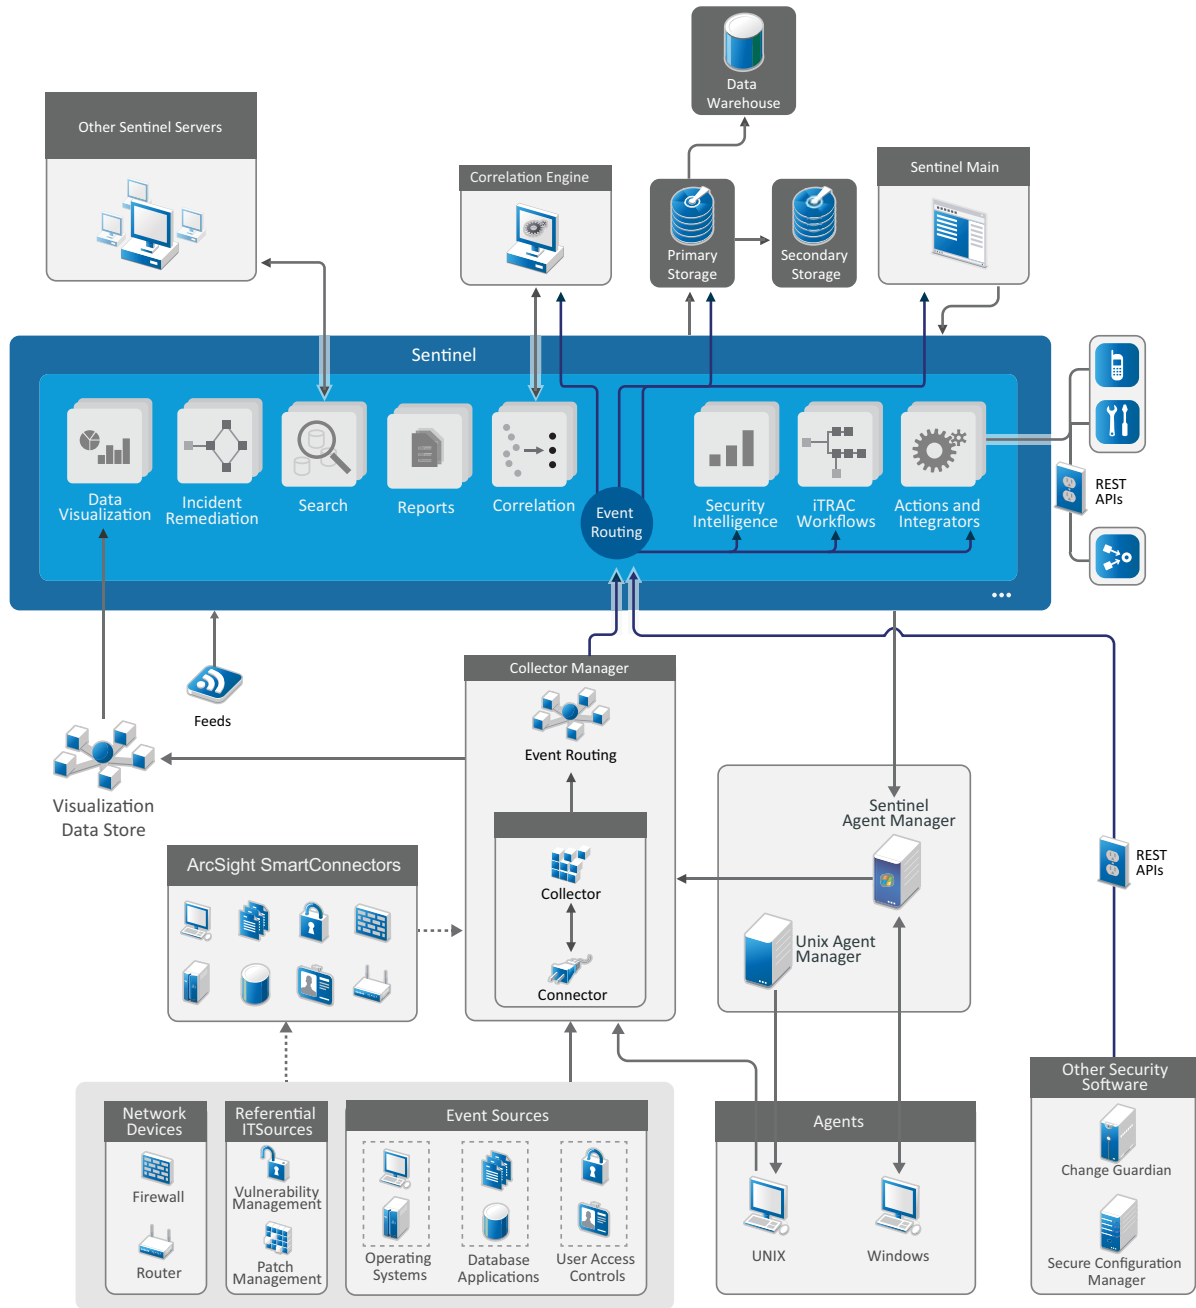 Data
Warehouse
Other Sentinel Servers
Correlation Engine
Primary
Storage
Secondary
Storage
Sentinel Main
Sentinel
Data
Visualization
Incident
Remediation
Search
Reports
Correlation
Event
Routing
Security
Intelligence
iTRAC
Workflows
Actions and
Integrators
REST
APIs
Feeds
Visualization
Data Store
Collector Manager
Event Routing
Collector
Connector
Sentinel
Agent Manager
Unix Agent
Manager
REST
APIs
ArcSight SmartConnectors
Network
Devices
Firewall
Router
Referential
ITSources
Vulnerability
Management
Patch
Management
Event Sources
Operating
Systems
Database
Applications
User Access
Controls
Agents
UNIX
Windows
Other Security
Software
Change Guardian
Secure Configuration
Manager